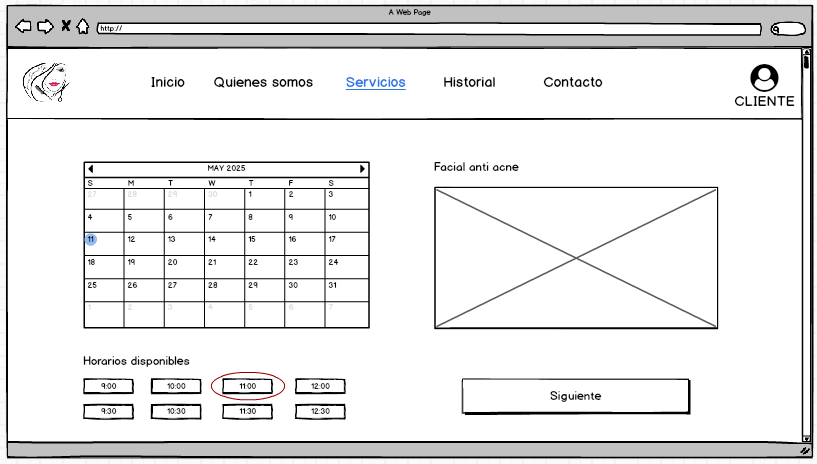 A Web Page
http://
Inicio Quienes somos Servicios Historial Contacto
CLIENTE
MAY 2025
S M T W T F S
27 28 29 30 1 2 3
4 5 6 7 8 9 10
11 12 13 14 15 16 17
18 19 20 21 22 23 24
25 26 27 28 29 30 31
1 2 3 4 5 6 7
Facial anti acne
Horarios disponibles
9:00 10:00 11:00 12:00
9:30 10:30 11:30 12:30
Siguiente